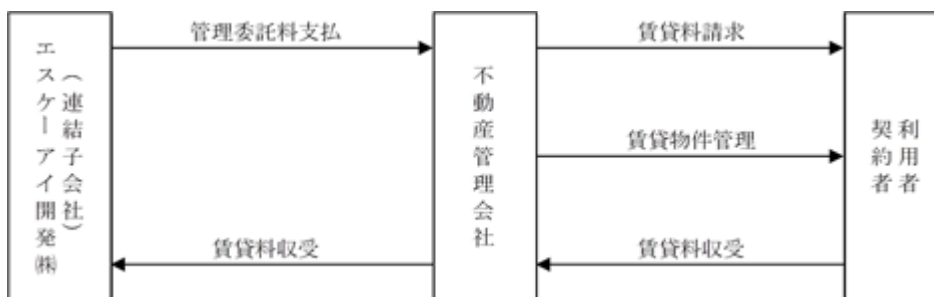 エスケーアイ開発㈱
（連結子会社）
管理委託料支払
賃貸料収受
不動産管理会社
賃貸料請求
賃貸物件管理
賃貸料収受
利用者
契約者